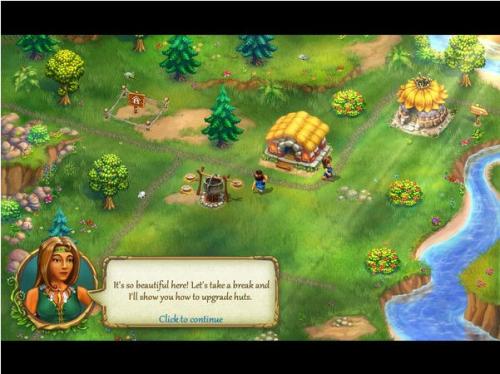 It's so beautiful here! Let's take a break and
I'll show you how to upgrade huts.
Click to continue